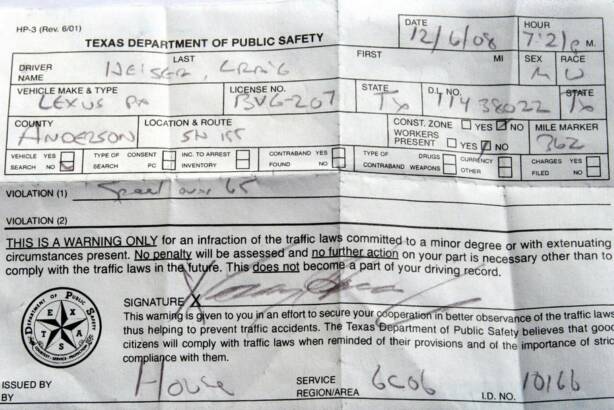 HP-3 (Rev. 6/01)
TEXAS DEPARTMENT OF PUBLIC SAFETY
DATE 12/6/08 HOUR 7:21 P M.
DRIVER NAME LAST HEISER, CRAIG FIRST MI SEX M RACE W
VEHICLE MAKE & TYPE LEXUS LICENSE NO. BVG-207 STATE TX D.L. NO. 11438022 STATE TX
COUNTY ANDERSON LOCATION & ROUTE SH 155 CONST. ZONE YES NO MILE MARKER 362
WORKERS PRESENT YES NO
VEHICLE SEARCH YES NO TYPE OF SEARCH CONSENT PC INC. TO ARREST INVENTORY CONTRABAND FOUND YES NO TYPE OF CONTRABAND DRUGS WEAPONS CURRENCY OTHER CHARGES FILED YES NO
VIOLATION (1) Speed over 65
VIOLATION (2)
THIS IS A WARNING ONLY for an infraction of the traffic laws committed to a minor degree or with extenuating
circumstances present. No penalty will be assessed and no further action on your part is necessary other than to
comply with the traffic laws in the future. This does not become a part of your driving record.
SIGNATURE X
This warning is given to you in an effort to secure your cooperation in better observance of the traffic laws
thus helping to prevent traffic accidents. The Texas Department of Public Safety believes that good
citizens will comply with traffic laws when reminded of their provisions and of the importance of stric
compliance with them.
Department of Public Safety
TEXAS
COURTESY SERVICE PROTECTION
ISSUED BY House SERVICE REGION/AREA 6C06 I.D. NO. 10166
BY